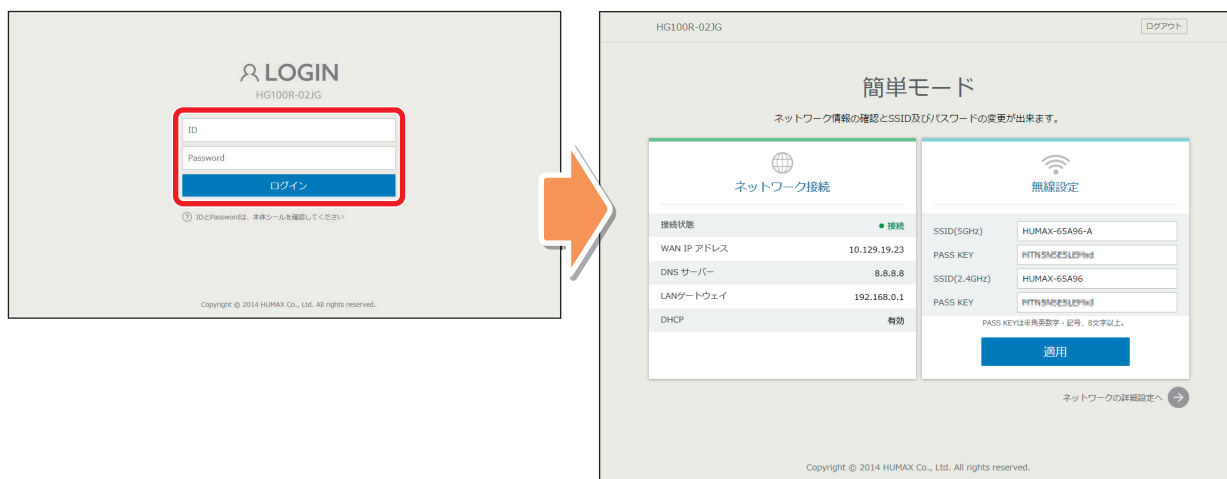 LOGIN
HG100R-02JG
ID
Password
ログイン
? IDとPasswordは、本体シールを確認してください
Copyright © 2014 HUMAX Co., Ltd. All rights reserved.
HG100R-02JG
ログアウト
簡単モード
ネットワーク情報の確認とSSID及びパスワードの変更が出来ます。
ネットワーク接続
接続状態 ● 接続
WAN IP アドレス 10.129.19.23
DNS サーバー 8.8.8.8
LANゲートウェイ 192.168.0.1
DHCP 有効
無線設定
SSID(5GHz) HUMAX-65A96-A
PASS KEY
SSID(2.4GHz) HUMAX-65A96
PASS KEY
PASS KEYは半角英数字・記号、8文字以上。
適用
ネットワークの詳細設定へ
Copyright © 2014 HUMAX Co., Ltd. All rights reserved.